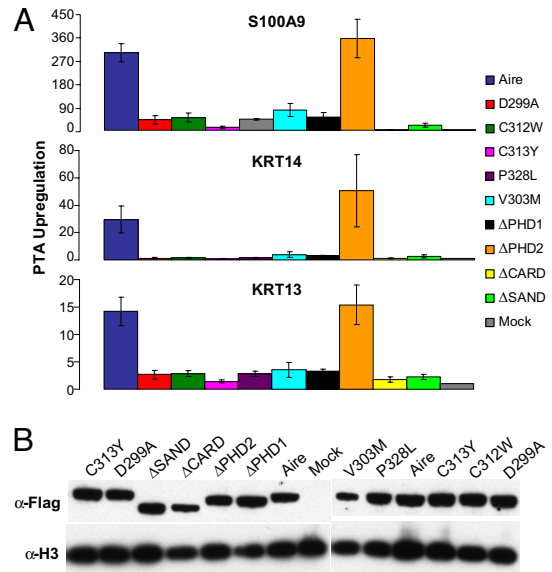 A
S100A9
450
360
270
180
90
0
KRT14
80
60
40
20
0
KRT13
20
15
10
5
0
PTA Upregulation
Aire
D299A
C312W
C313Y
P328L
V303M
ΔPHD1
ΔPHD2
ΔCARD
ΔSAND
Mock
B
C313Y D299A ΔSAND ΔCARD ΔPHD2 ΔPHD1 Aire Mock V303M P328L Aire C313Y C312W D299A
α-Flag
α-H3